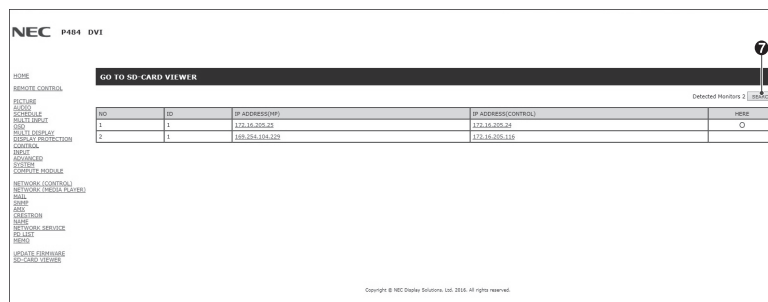 NEC P484 DVI
7
HOME
REMOTE CONTROL
PICTURE
AUDIO
SCHEDULE
MULTI INPUT
OSD
MULTI DISPLAY
DISPLAY PROTECTION
CONTROL
INPUT
ADVANCED
SYSTEM
COMPUTE MODULE
NETWORK (CONTROL)
NETWORK (MEDIA PLAYER)
MAIL
SNMP
AMX
CRESTRON
NAME
NETWORK SERVICE
PD LIST
MEMO
UPDATE FIRMWARE
SD-CARD VIEWER
GO TO SD-CARD VIEWER
Detected Monitors 2 SEARC
NO ID IP ADDRESS(MP) IP ADDRESS(CONTROL) HERE
1 1 172.16.205.25 172.16.205.24 O
2 1 169.254.104.229 172.16.205.116
Copyright © NEC Display Solutions, Ltd. 2016. All rights reserved.